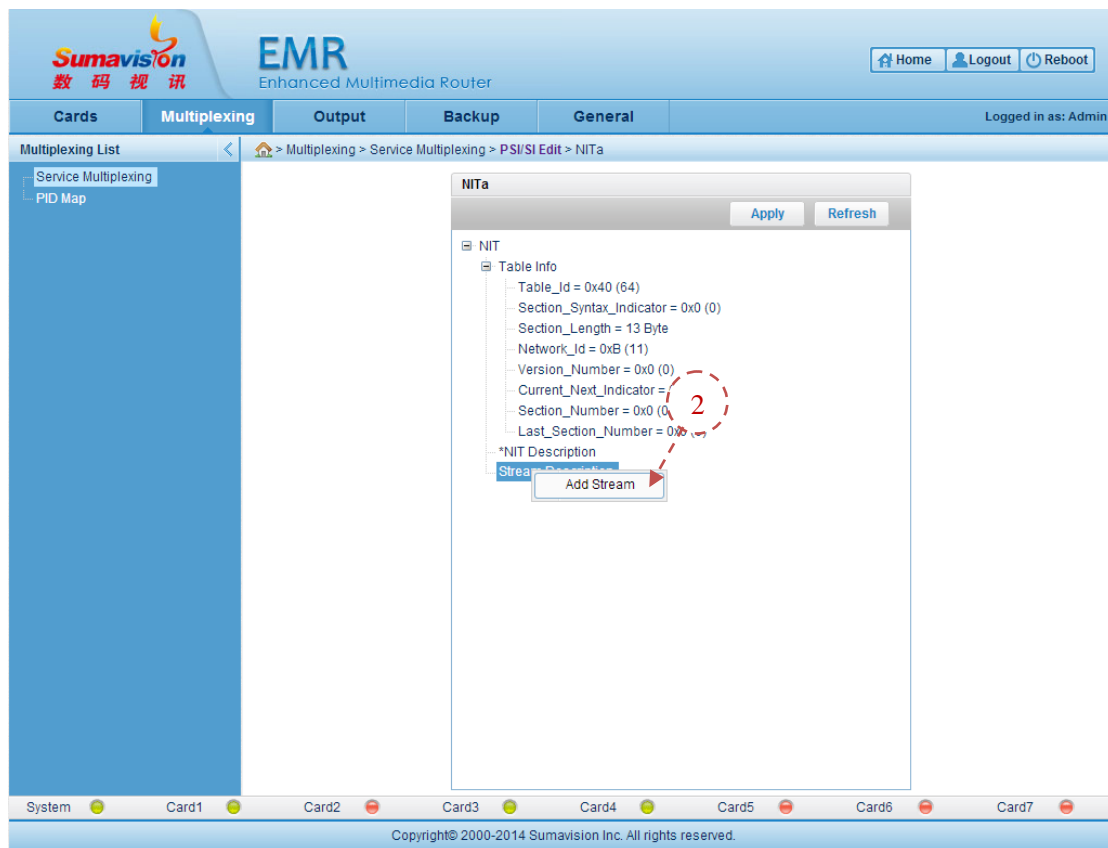 Sumavision
数码视讯
EMR
Enhanced Multimedia Router
Home Logout Reboot
Cards Multiplexing Output Backup General Logged in as: Admin
Multiplexing List
> Multiplexing > Service Multiplexing > PSI/SI Edit > NITa
Service Multiplexing
PID Map
NITa
Apply Refresh
NIT
Table Info
Table_Id = 0x40 (64)
Section_Syntax_Indicator = 0x0 (0)
Section_Length = 13 Byte
Network_Id = 0xB (11)
Version_Number = 0x0 (0)
Current_Next_Indicator =
2
Section_Number = 0x0 (0
Last_Section_Number =
*NIT Description
Stream Description
Add Stream
System Card1 Card2 Card3 Card4 Card5 Card6 Card7
Copyright© 2000-2014 Sumavision Inc. All rights reserved.